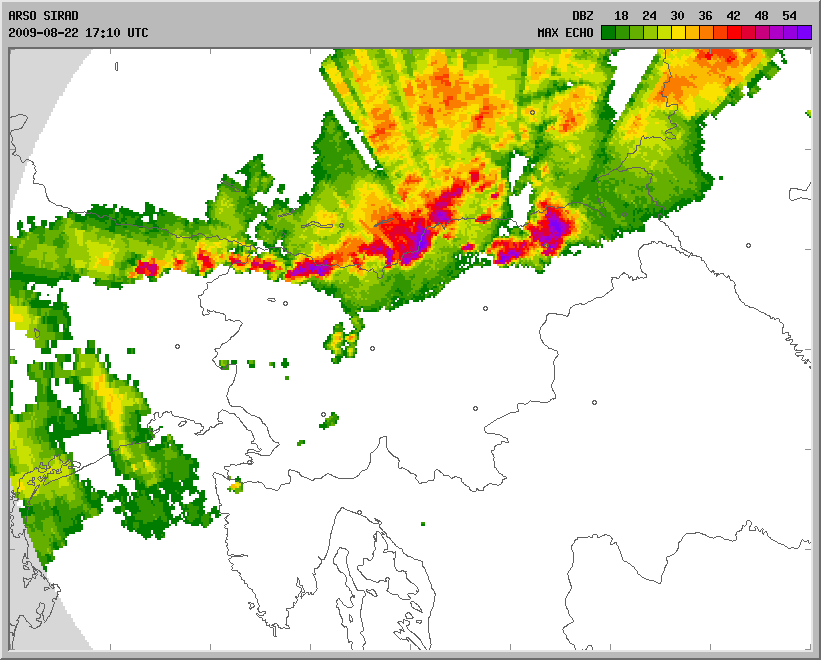 ARSO SIRAD
2009-08-22 17:10 UTC
DBZ 18 24 30 36 42 48 54
MAX ECHO